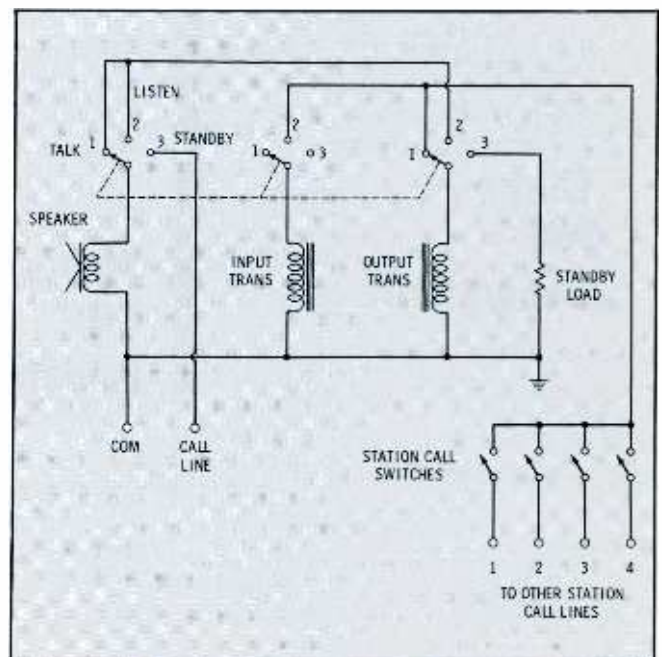 LISTEN
2
2
2
1
3
STANDBY
TALK
1
3
1
3
SPEAKER
INPUT
TRANS
OUTPUT
TRANS
STANDBY
LOAD
COM
CALL
LINE
STATION CALL
SWITCHES
1
2
3
4
TO OTHER STATION
CALL LINES